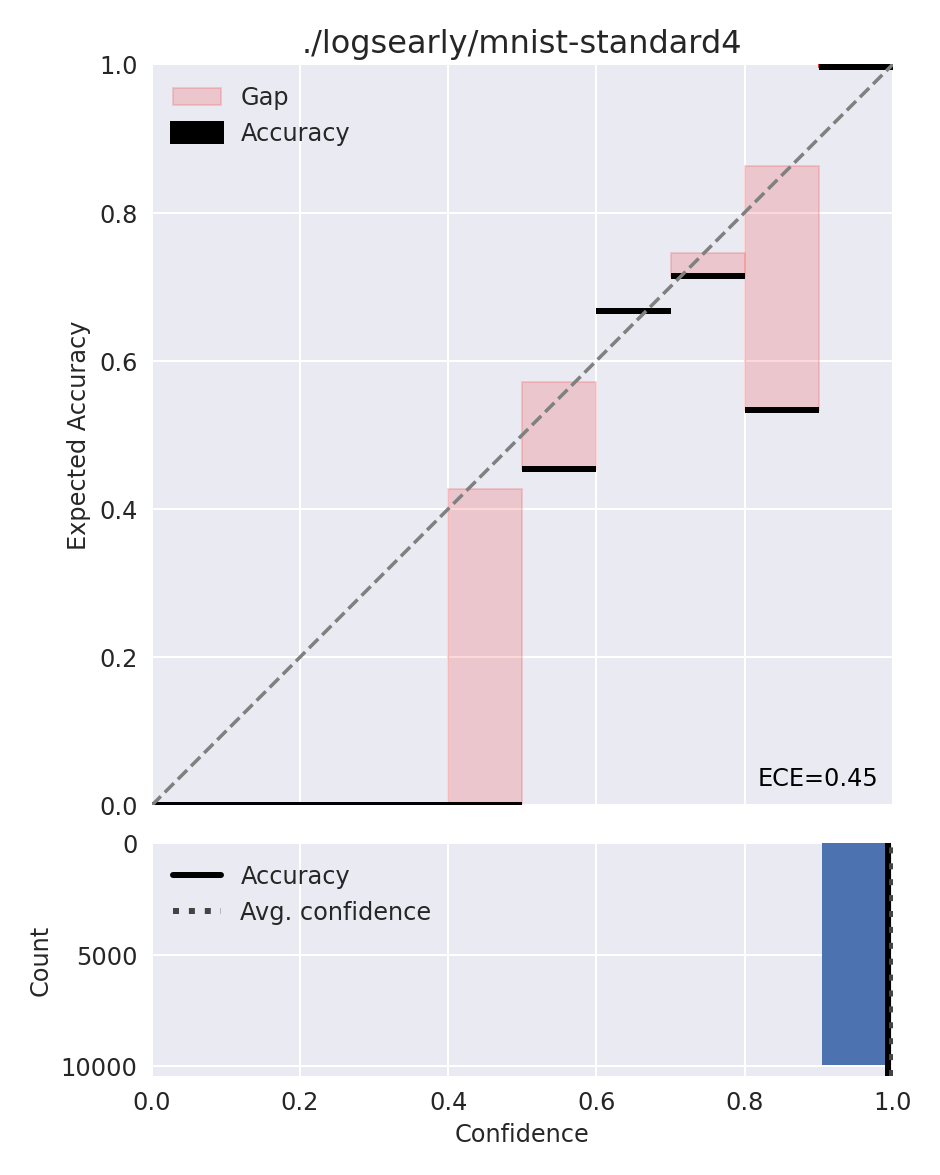 ./logsearly/mnist-standard4
1.0
Gap
Accuracy
0.8
0.6
Expected Accuracy
0.4
0.2
ECE=0.45
0.0
0
Accuracy
Avg. confidence
5000
Count
10000
0.0 0.2 0.4 0.6 0.8 1.0
Confidence